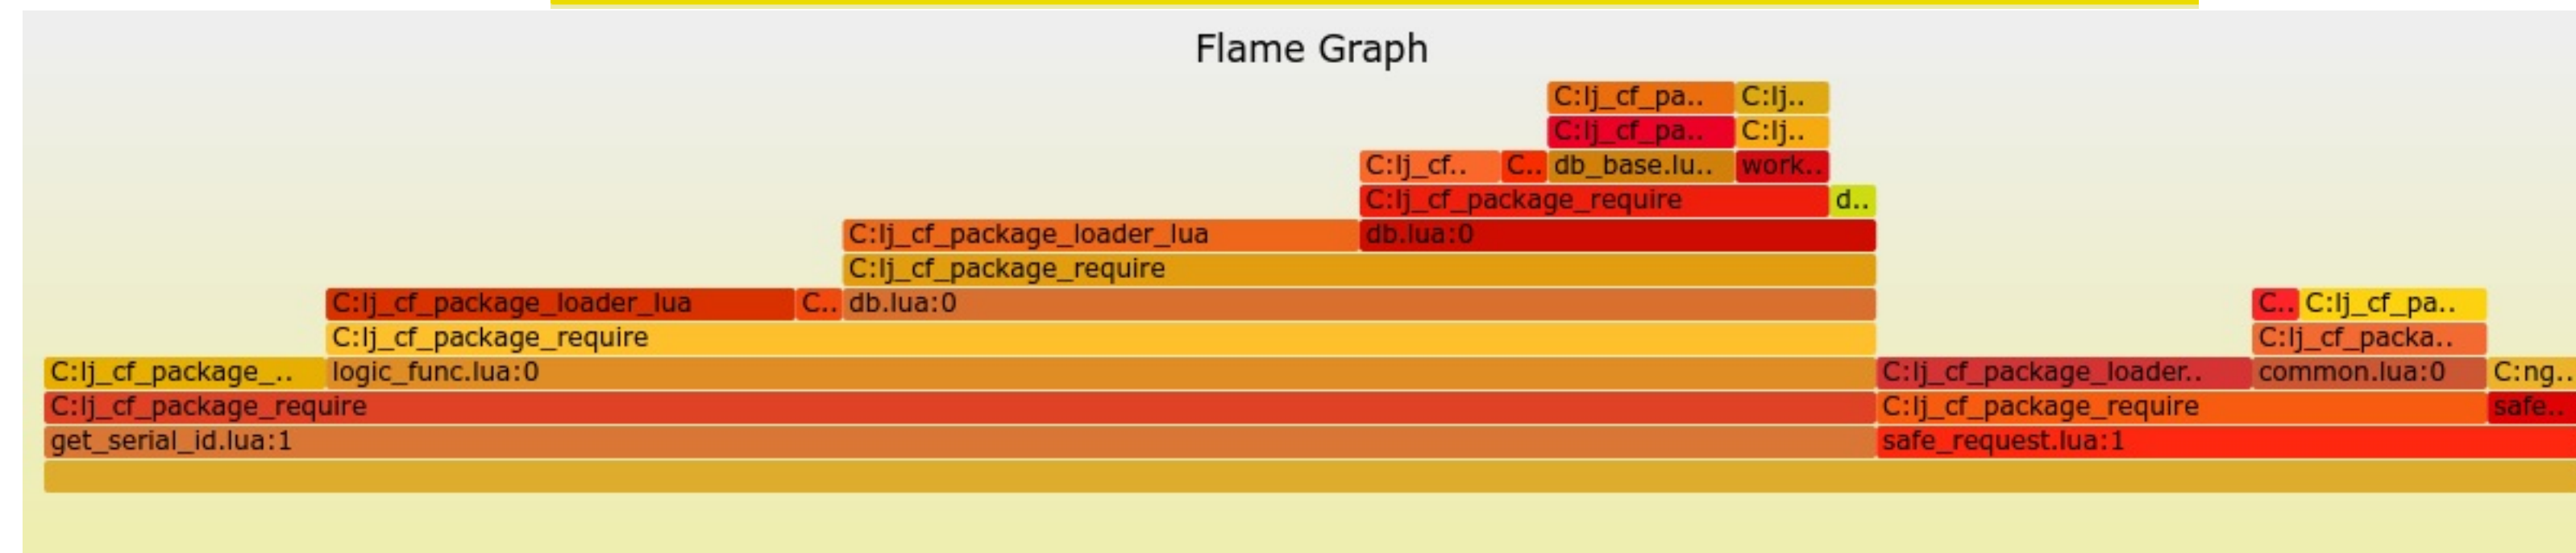 Flame Graph
C:lj_cf_pa.. C:lj..
C:lj_cf_pa.. C:lj..
C:lj_cf.. C.. db_base.lu.. work..
C:lj_cf_package_require d..
C:lj_cf_package_loader_lua db.lua:0
C:lj_cf_package_require
C:lj_cf_package_loader_lua C.. db.lua:0 C.. C:lj_cf_pa..
C:lj_cf_package_require C:lj_cf_packa..
C:lj_cf_package_.. logic_func.lua:0 C:lj_cf_package_loader.. common.lua:0 C:ng..
C:lj_cf_package_require C:lj_cf_package_require safe..
get_serial_id.lua:1 safe_request.lua:1